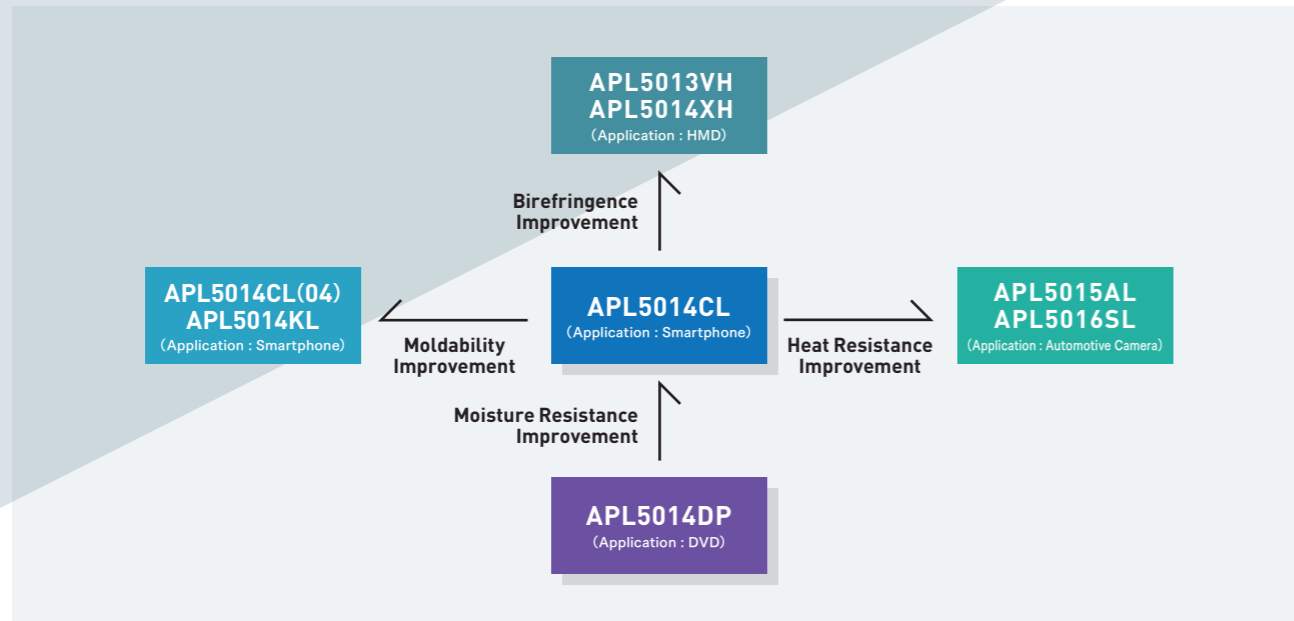 APL5013VH
APL5014XH
(Application : HMD)
Birefringence
Improvement
APL5014CL(04)
APL5014KL
(Application : Smartphone)
Moldability
Improvement
APL5014CL
(Application : Smartphone)
Heat Resistance
Improvement
APL5015AL
APL5016SL
(Application : Automotive Camera)
Moisture Resistance
Improvement
APL5014DP
(Application : DVD)